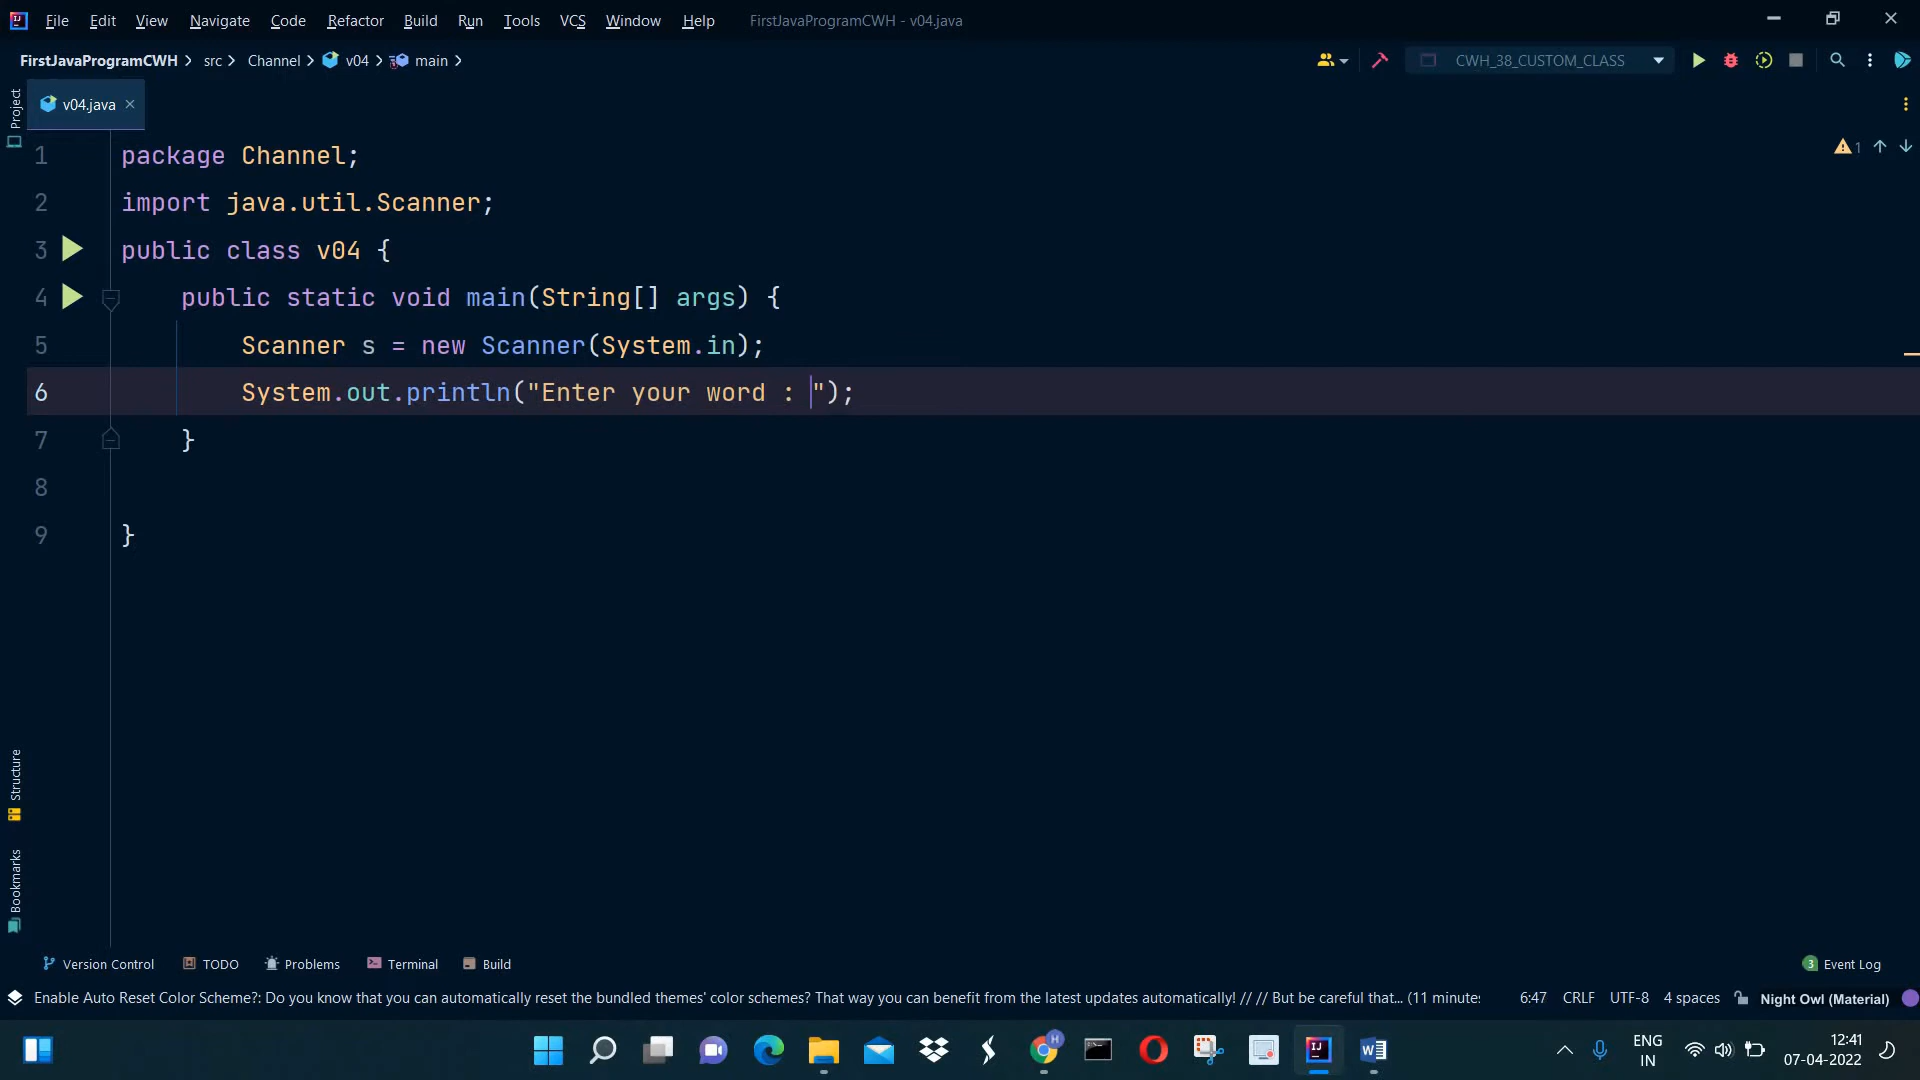 File Edit View Navigate Code Refactor Build Run Tools VCS Window Help FirstJavaProgramCWH - v04.java
FirstJavaProgramCWH src Channel v04 main CWH_38_CUSTOM_CLASS
Project
v04.java
1 package Channel;
2 import java.util.Scanner;
3 public class v04 {
4 public static void main(String[] args) {
5 Scanner s = new Scanner(System.in);
6 System.out.println("Enter your word : ");
7 }
8
9 }
1
Structure
Bookmarks
Version Control TODO Problems Terminal Build 3 Event Log
Enable Auto Reset Color Scheme?: Do you know that you can automatically reset the bundled themes' color schemes? That way you can benefit from the latest updates automatically! // // But be careful that... (11 minutes 6:47 CRLF UTF-8 4 spaces Night Owl (Material)
H
ENG
IN
12:41
07-04-2022